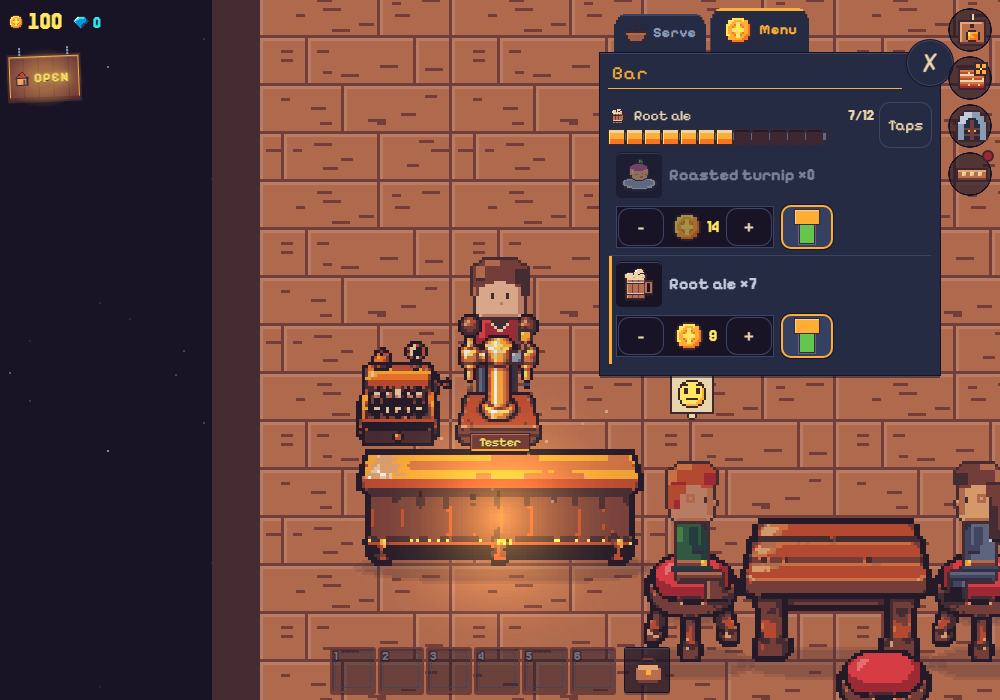 100 0
OPEN
Serve
Menu
X
Bar
Root ale 7/12
Taps
Roasted turnip ×0
- 14 +
Root ale ×7
- 9 +
Tester
1 2 3 4 5 6